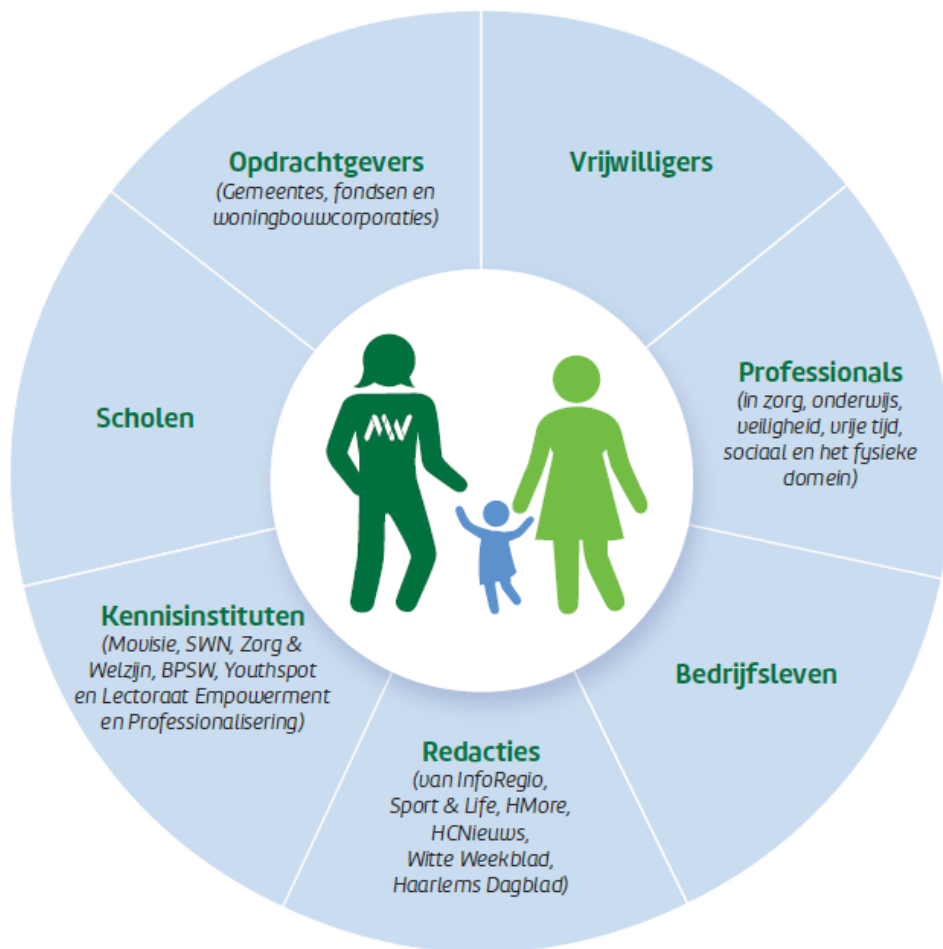 Opdrachtgevers
(Gemeentes, fondsen en
woningbouwcorporaties)
Vrijwilligers
Professionals
(in zorg, onderwijs,
veiligheid, vrije tijd,
sociaal en het fysieke
domein)
Bedrijfsleven
Redacties
(van InfoRegio,
Sport & Life, HMore,
HCNieuws,
Witte Weekblad,
Haarlems Dagblad)
Kennisinstituten
(Movisie, SWN, Zorg &
Welzijn, BPSW, Youthspot
en Lectoraat Empowerment
en Professionalisering)
Scholen
MW